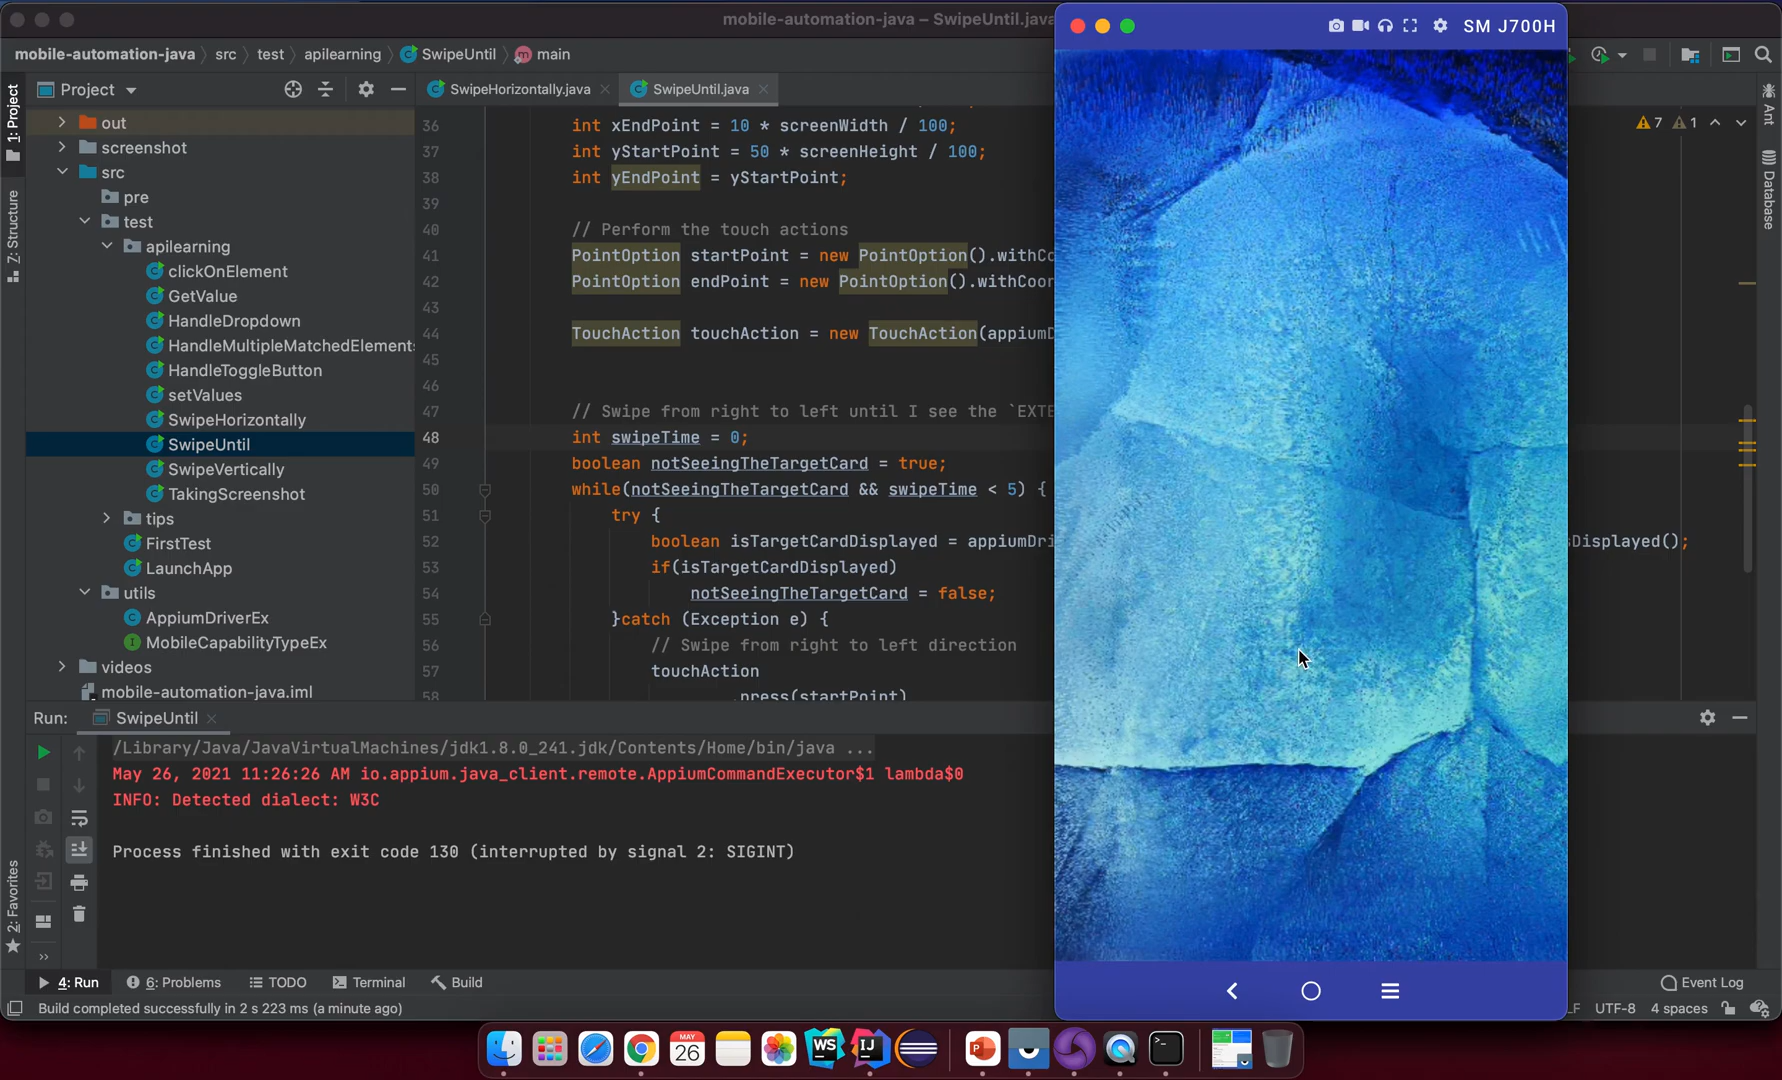 mobile-automation-java – SwipeUntil.java
SM J700H
mobile-automation-java
src
test
apilearning
SwipeUntil
main
1: Project
7: Structure
2: Favorites
Project
out
screenshot
src
pre
test
apilearning
clickOnElement
GetValue
HandleDropdown
HandleMultipleMatchedElement
HandleToggleButton
setValues
SwipeHorizontally
SwipeUntil
SwipeVertically
TakingScreenshot
tips
FirstTest
LaunchApp
utils
AppiumDriverEx
MobileCapabilityTypeEx
videos
mobile-automation-java.iml
SwipeHorizontally.java
SwipeUntil.java
7
1
Ant
Database
36 int xEndPoint = 10 * screenWidth / 100;
37 int yStartPoint = 50 * screenHeight / 100;
38 int yEndPoint = yStartPoint;
39
40 // Perform the touch actions
41 PointOption startPoint = new PointOption().withCo
42 PointOption endPoint = new PointOption().withCoor
43
44 TouchAction touchAction = new TouchAction(appiumD
45
46
47 // Swipe from right to left until I see the `EXTE
48 int swipeTime = 0;
49 boolean notSeeingTheTargetCard = true;
50 while(notSeeingTheTargetCard && swipeTime < 5) {
51 try {
52 boolean isTargetCardDisplayed = appiumDri
Displayed();
53 if(isTargetCardDisplayed)
54 notSeeingTheTargetCard = false;
55 }catch (Exception e) {
56 // Swipe from right to left direction
57 touchAction
58 .press(startPoint)
Run:
SwipeUntil
/Library/Java/JavaVirtualMachines/jdk1.8.0_241.jdk/Contents/Home/bin/java ...
May 26, 2021 11:26:26 AM io.appium.java_client.remote.AppiumCommandExecutor$1 lambda$0
INFO: Detected dialect: W3C
Process finished with exit code 130 (interrupted by signal 2: SIGINT)
4: Run
6: Problems
TODO
Terminal
Build
Event Log
Build completed successfully in 2 s 223 ms (a minute ago)
LF
UTF-8
4 spaces
MAY
26
WS
IJ